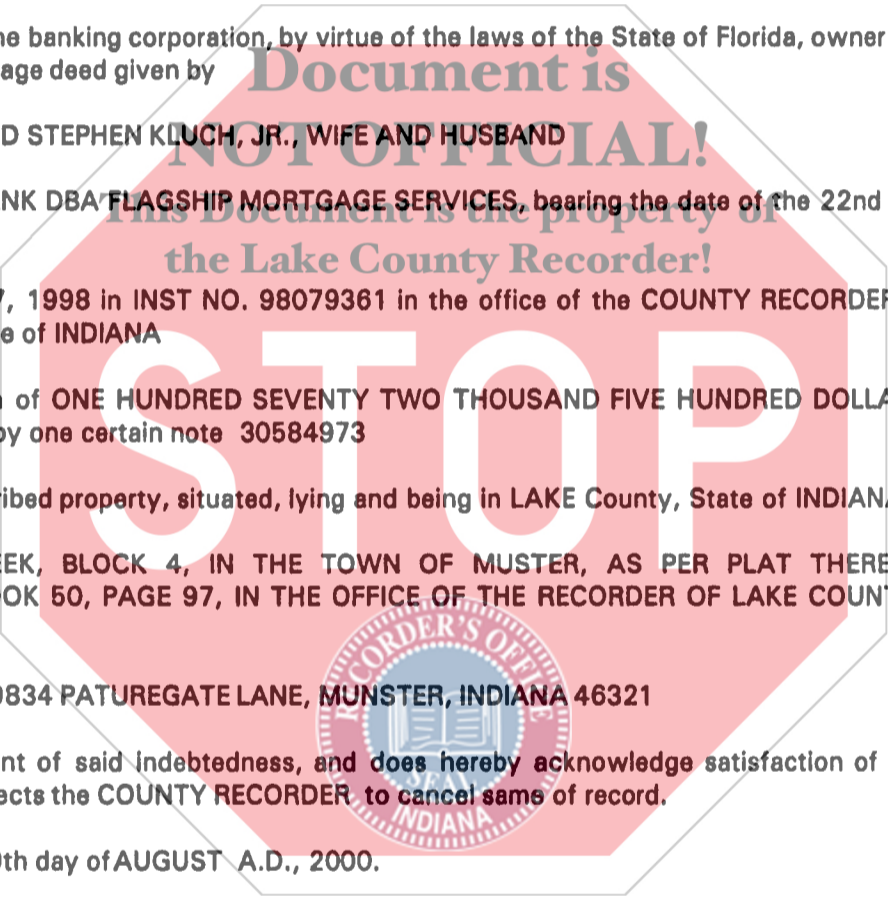 ne banking corporation, by virtue of the laws of the State of Florida, owner
age deed given by
Document is
D STEPHEN KLUCH, JR., WIFE AND HUSBAND
NOT OFFICIAL!
NK DBA FLAGSHIP MORTGAGE SERVICES, bearing the date of the 22nd
This Document is the property of
the Lake County Recorder!
, 1998 in INST NO. 98079361 in the office of the COUNTY RECORDER
e of INDIANA
of ONE HUNDRED SEVENTY TWO THOUSAND FIVE HUNDRED DOLLA
by one certain note 30584973
STOP
ribed property, situated, lying and being in LAKE County, State of INDIANA
EEK, BLOCK 4, IN THE TOWN OF MUSTER, AS PER PLAT THERE
OK 50, PAGE 97, IN THE OFFICE OF THE RECORDER OF LAKE COUNT
RECORDER'S OFFICE
9834 PATUREGATE LANE, MUNSTER, INDIANA 46321
nt of said indebtedness, and does hereby acknowledge satisfaction of
SEAL
ects the COUNTY RECORDER to cancel same of record.
INDIANA
th day of AUGUST A.D., 2000.